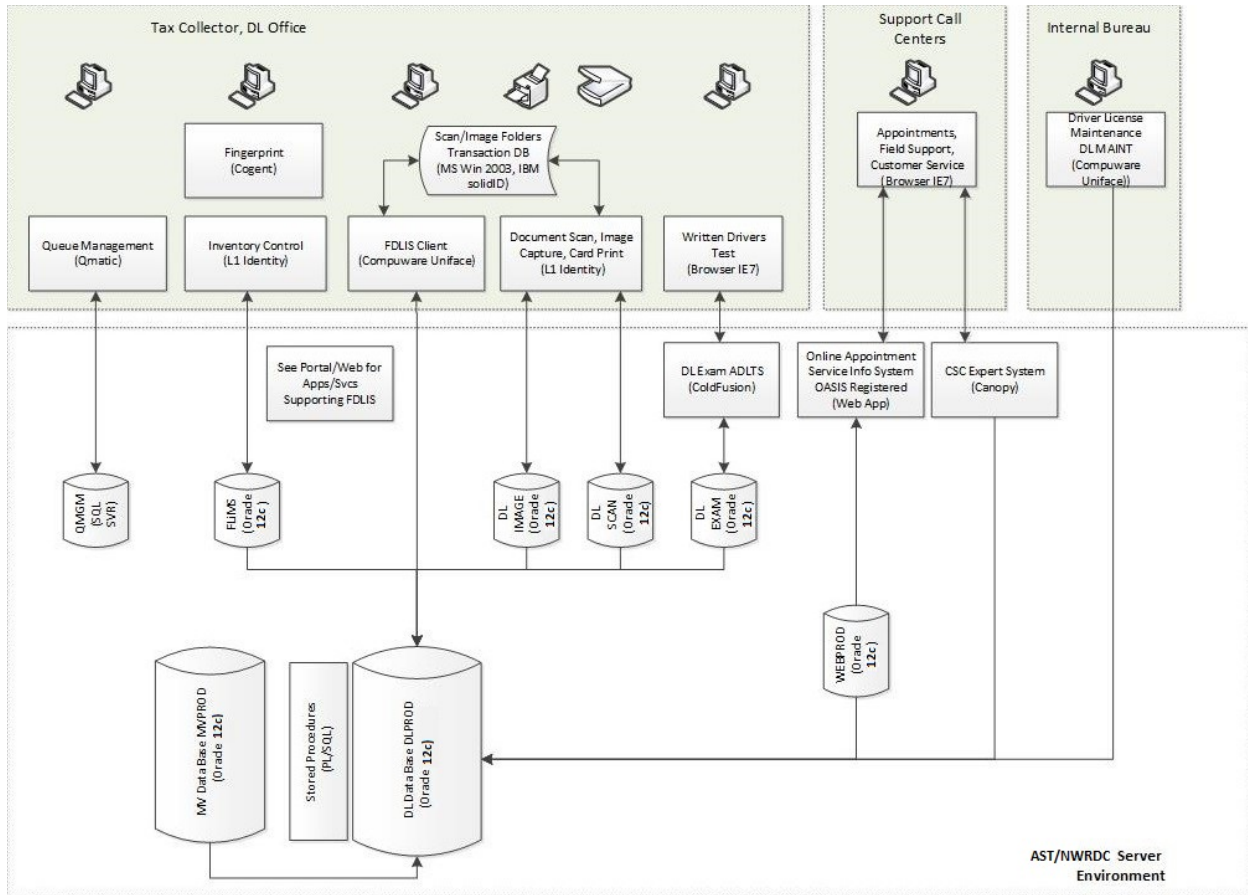 Tax Collector, DL Office
Support Call
Centers
Internal Bureau
Fingerprint
(Cogent)
Scan/Image Folders
Transaction DB
(MS Win 2003, IBM
solidID)
Appointments,
Field Support,
Customer Service
(Browser IE7)
Driver License
Maintenance
DLMAINT
(Compuware
Uniface))
Queue Management
(Qmatic)
Inventory Control
(L1 Identity)
FDLIS Client
(Compuware Uniface)
Document Scan, Image
Capture, Card Print
(L1 Identity)
Written Drivers
Test
(Browser IE7)
See Portal/Web for
Apps/Svcs
Supporting FDLIS
DL Exam ADLTS
(ColdFusion)
Online Appointment
Service Info System
OASIS Registered
(Web App)
CSC Expert System
(Canopy)
QMGM
(SQL
SVR)
FLiMS
(Orade
12c )
DL
IMAGE
(Orade
12c)
DL
SCAN
(Orade
12c)
DL
EXAM
(Orade
12c)
WEBPROD
(Orade
12c)
MV Data Base MVPROD
(Orade 12c)
Stored Procedures
(PL/SQL)
DLData Base DLPROD
(Orade 12c)
AST/NWRDC Server
Environment